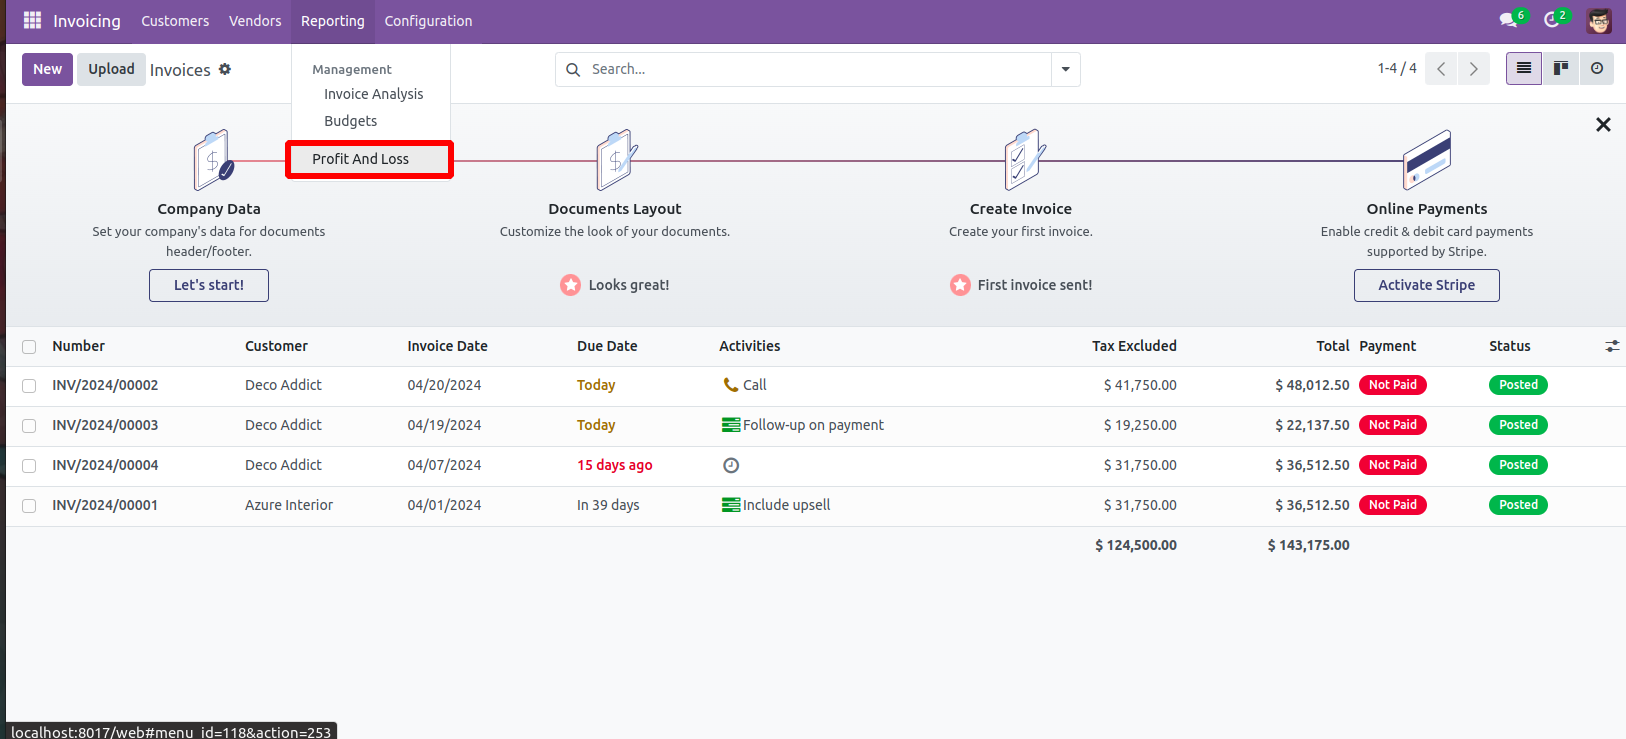 Invoicing Customers Vendors Reporting Configuration 6 2
New Upload Invoices Search... 1-4 / 4
Management
Invoice Analysis
Budgets
Profit And Loss
Company Data Documents Layout Create Invoice Online Payments
Set your company's data for documents Customize the look of your documents. Create your first invoice. Enable credit & debit card payments
header/footer. supported by Stripe.
Let's start! Looks great! First invoice sent! Activate Stripe
Number Customer Invoice Date Due Date Activities Tax Excluded Total Payment Status
INV/2024/00002 Deco Addict 04/20/2024 Today Call $ 41,750.00 $ 48,012.50 Not Paid Posted
INV/2024/00003 Deco Addict 04/19/2024 Today Follow-up on payment $ 19,250.00 $ 22,137.50 Not Paid Posted
INV/2024/00004 Deco Addict 04/07/2024 15 days ago $ 31,750.00 $ 36,512.50 Not Paid Posted
INV/2024/00001 Azure Interior 04/01/2024 In 39 days Include upsell $ 31,750.00 $ 36,512.50 Not Paid Posted
$ 124,500.00 $ 143,175.00
localhost:8017/web#menu_id=118&action=253